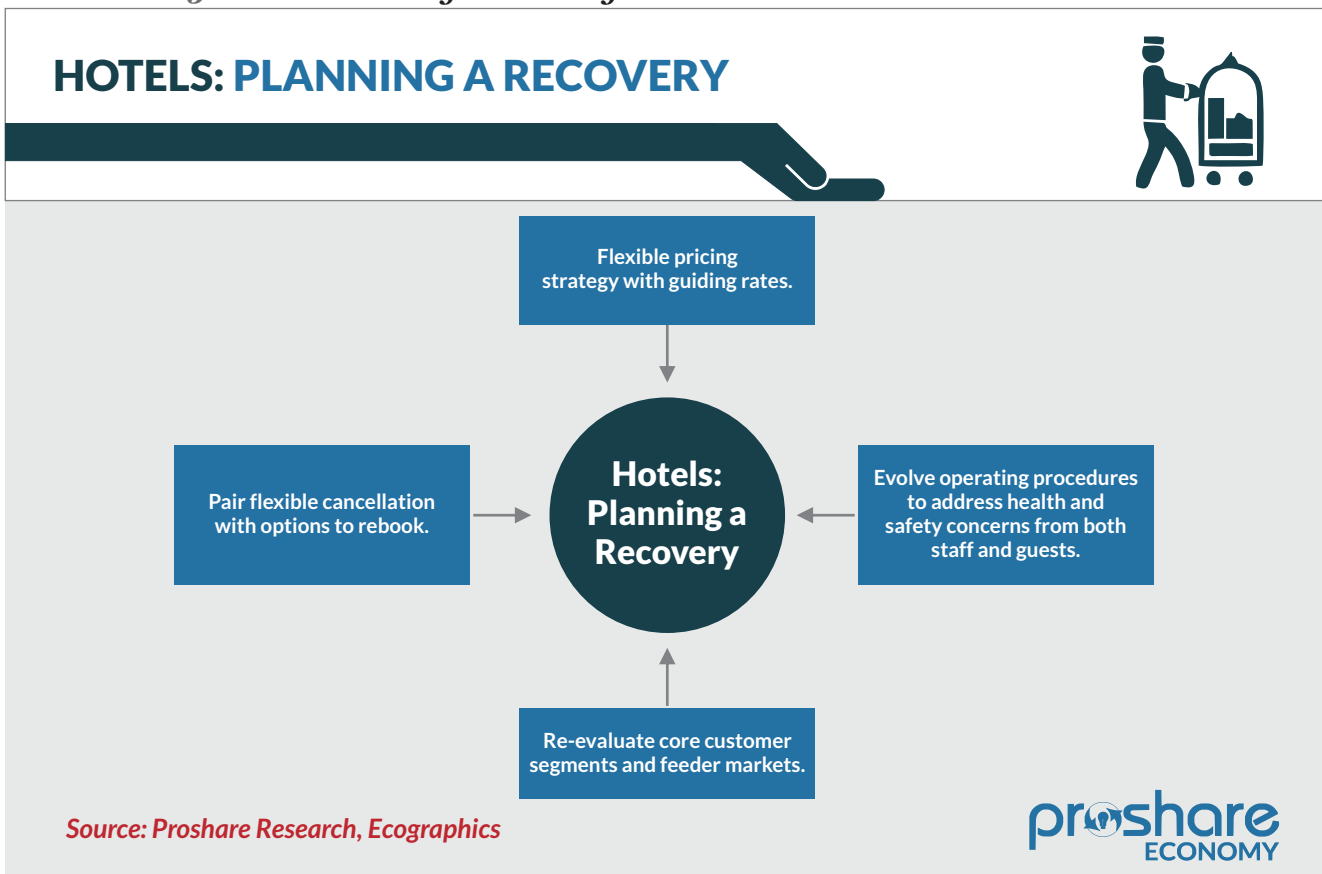 HOTELS: PLANNING A RECOVERY
Flexible pricing
strategy with guiding rates.
Pair flexible cancellation
with options to rebook.
Hotels:
Planning a
Recovery
Evolve operating procedures
to address health and
safety concerns from both
staff and guests.
Re-evaluate core customer
segments and feeder markets.
Source: Proshare Research, Ecographics
proshare
ECONOMY